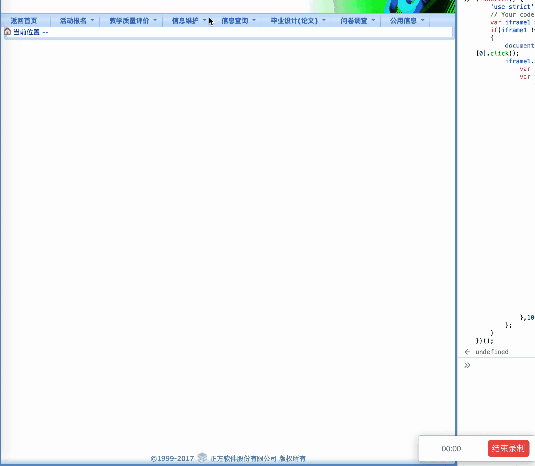 返回首页 活动报名 教学质量评价 信息维护 信息查询 毕业设计(论文) 问卷调查 公用信息
当前位置 --
'use strict'
// Your code
var iframe1
if(iframe1
{
document
[0].click();
iframe1.
var
var
},10
};
}
})();
undefined
00:00 结束录制
©1999-2017 正方软件股份有限公司 版权所有